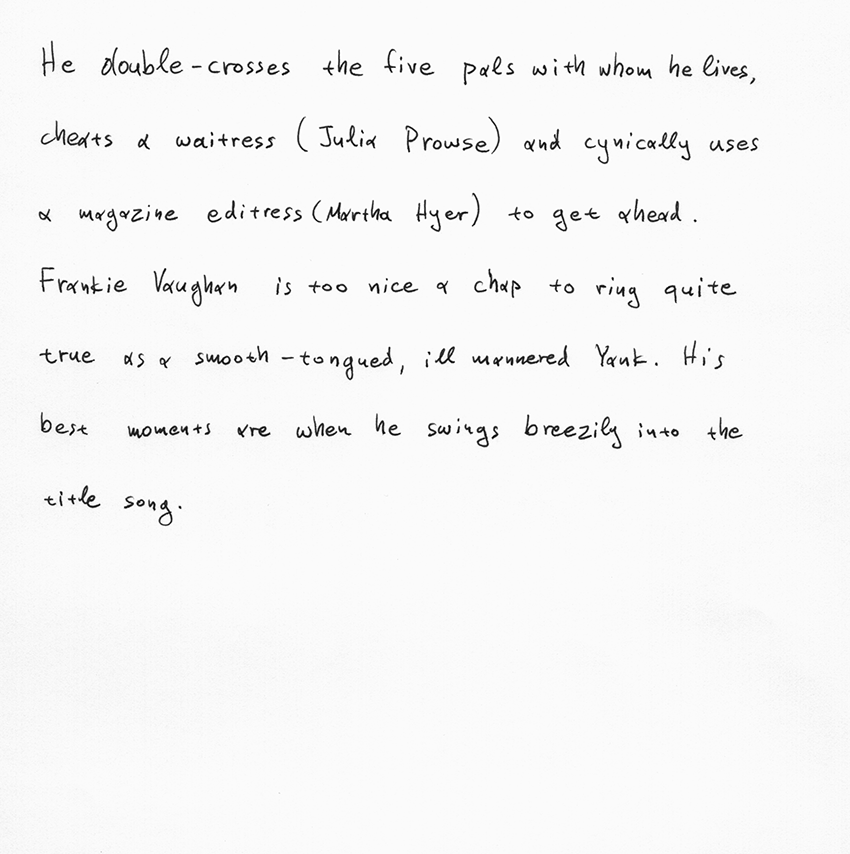 He double-crosses the five pals with whom he lives,
cheats a waitress (Julia Prowse) and cynically uses
a magazine editress (Martha Hyer) to get ahead.
Frankie Vaughan is too nice a chap to ring quite
true as a smooth-tongued, ill mannered Yank. His
best moments are when he swings breezily into the
title song.